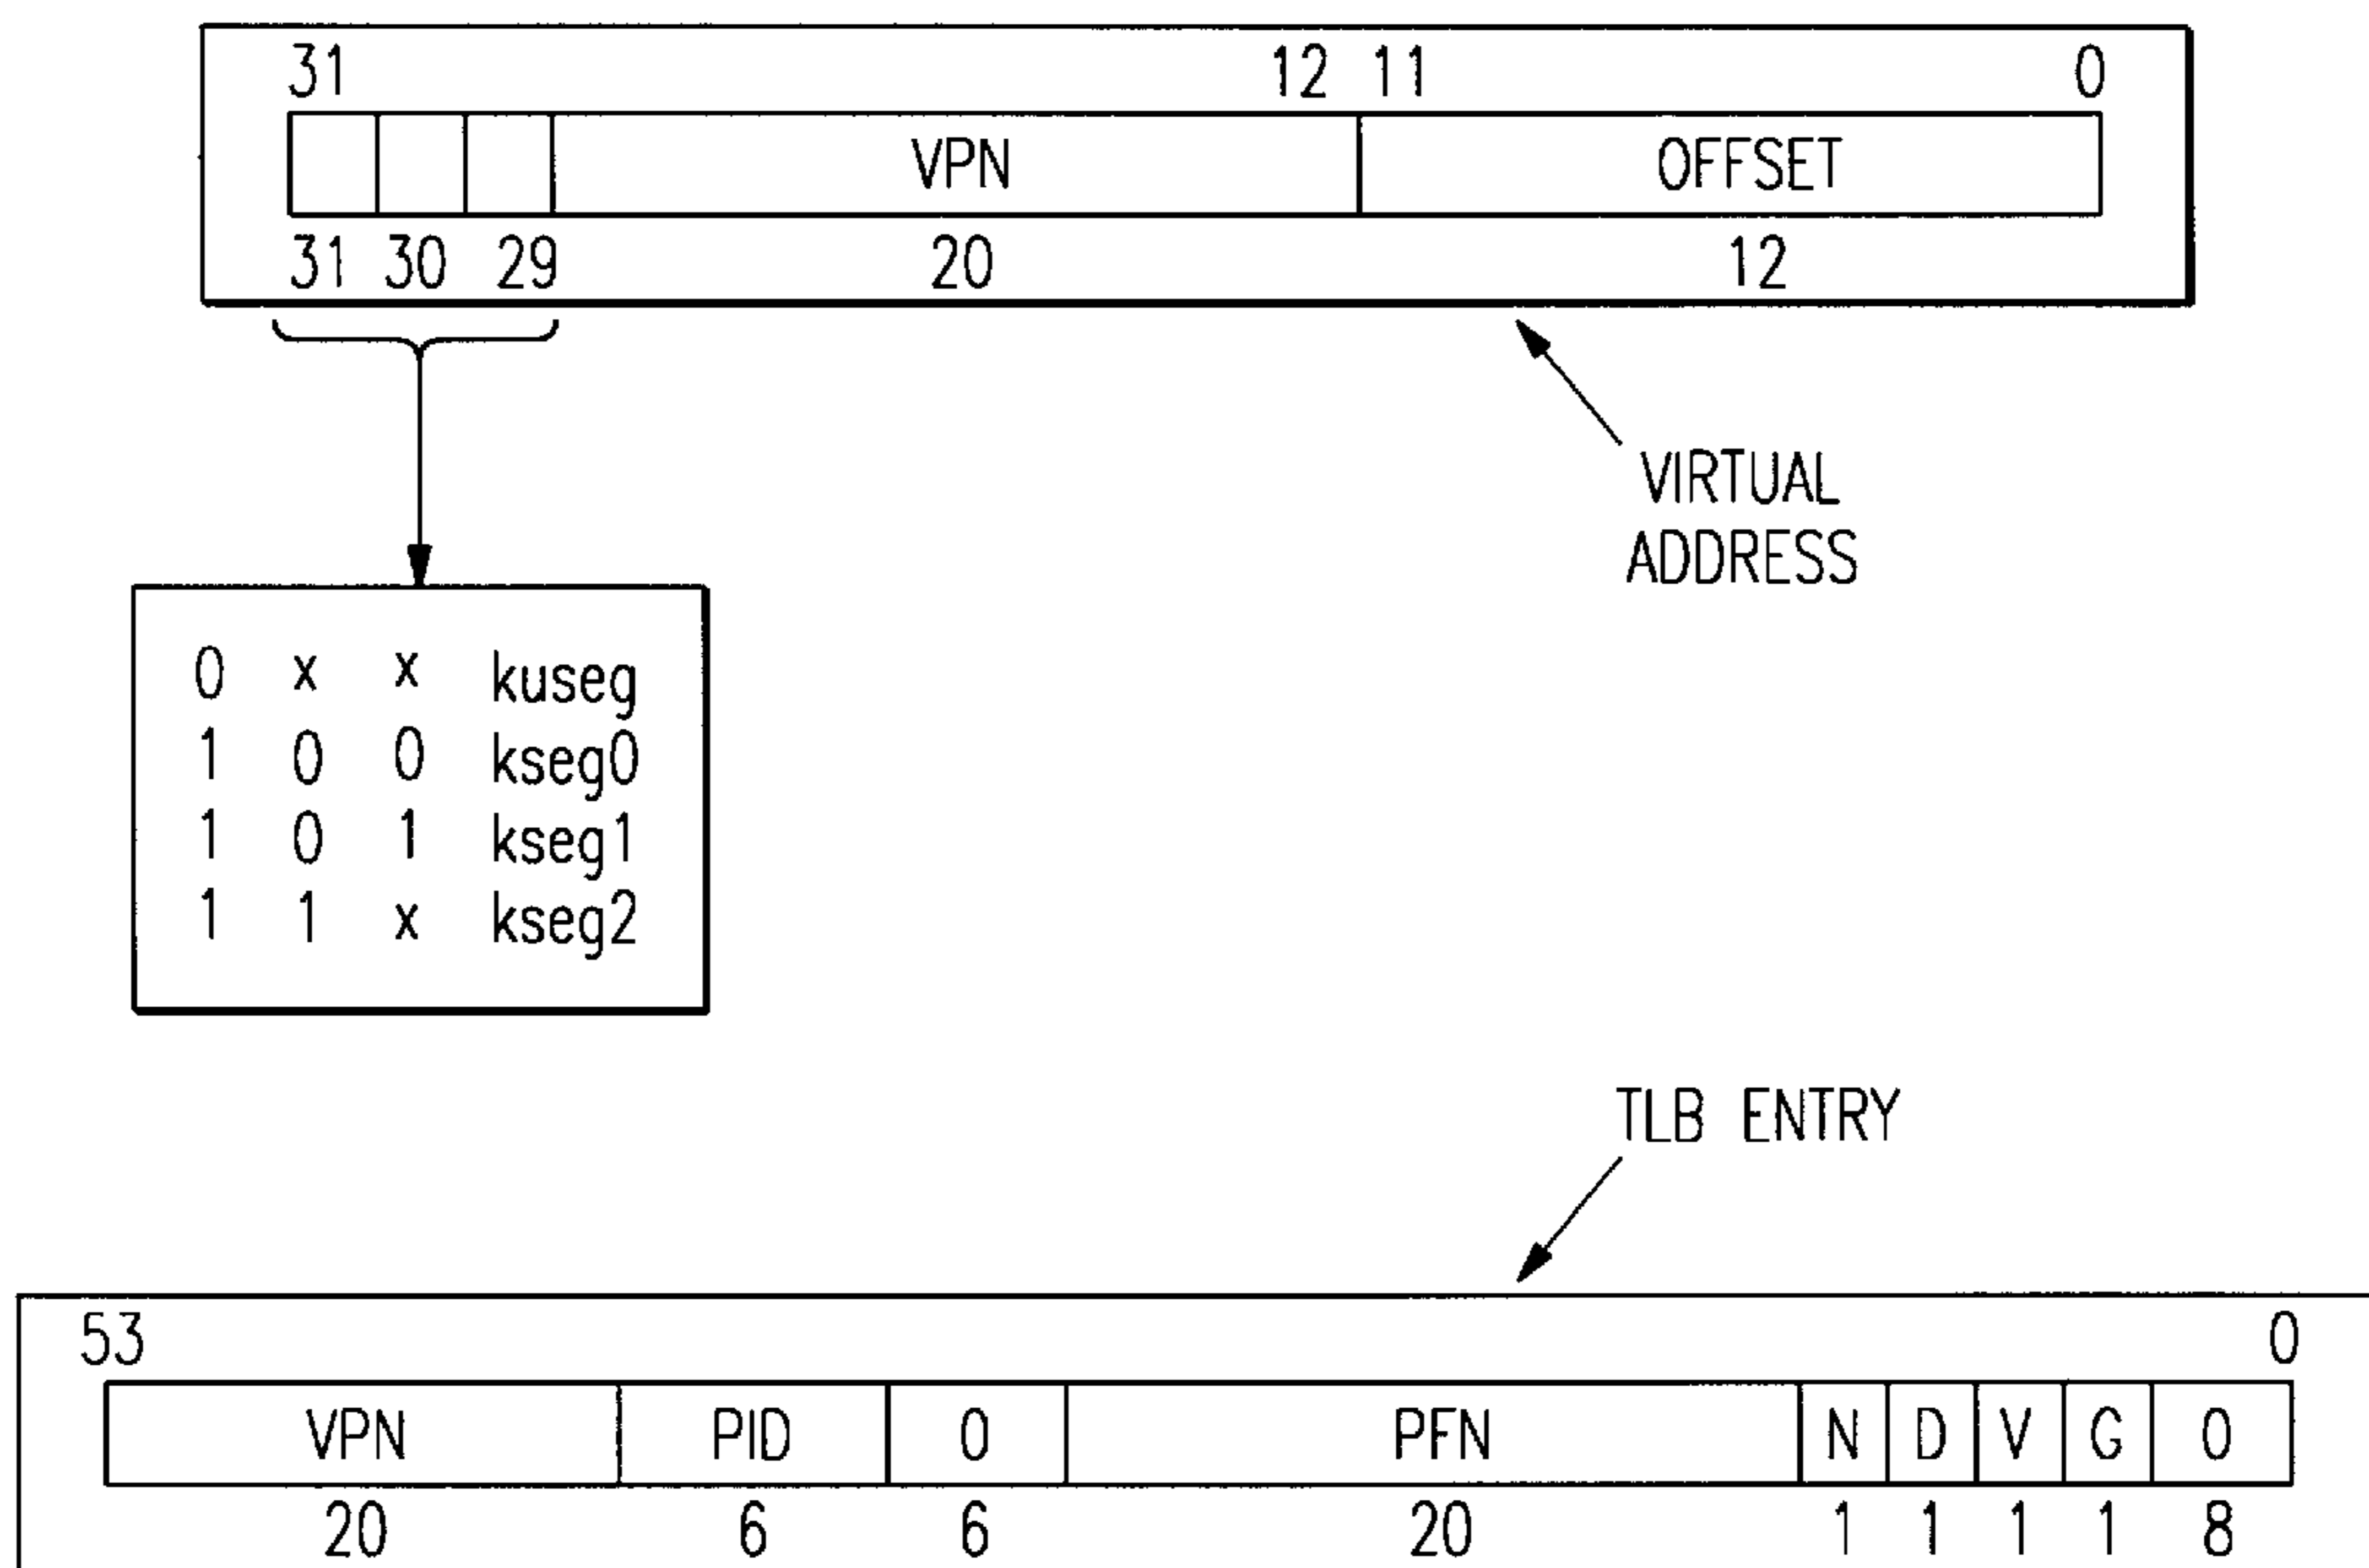 31 12 11 0
VPN OFFSET
31 30 29 20 12
VIRTUAL
ADDRESS
0 x x kuseg
1 0 0 kseg0
1 0 1 kseg1
1 1 x kseg2
TLB ENTRY
53 0
VPN PID 0 PFN N D V G 0
20 6 6 20 1 1 1 1 8